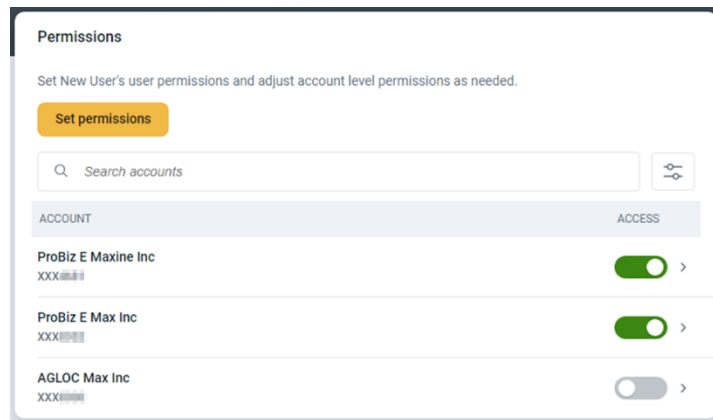 Permissions
Set New User's user permissions and adjust account level permissions as needed.
Set permissions
Search accounts
ACCOUNT ACCESS
ProBiz E Maxine Inc
XXX
ProBiz E Max Inc
XXX
AGLOC Max Inc
XXX